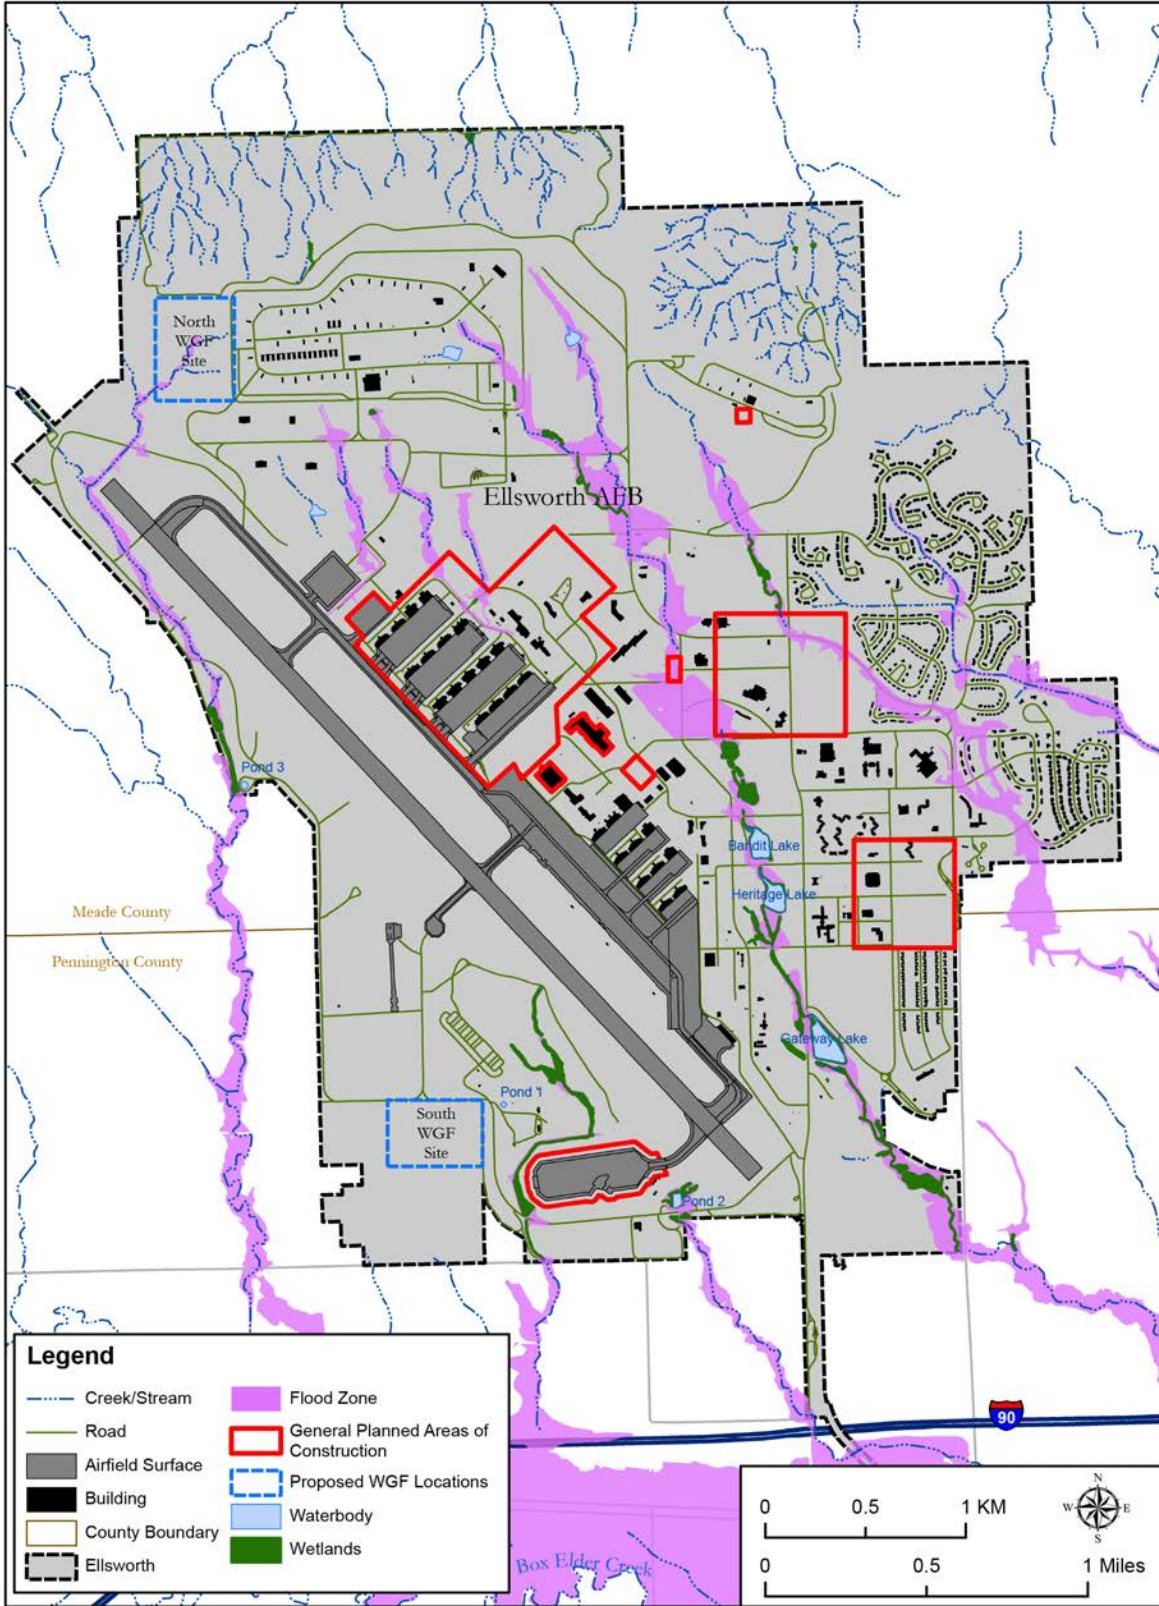 North
WGF
Site
Ellsworth AFB
Pond 3
Bandit Lake
Heritage Lake
Meade County
Pennington County
Gateway Lake
Pond 1
South
WGF
Site
Pond 2
Legend
Creek/Stream
Road
Airfield Surface
Building
County Boundary
Ellsworth
Flood Zone
General Planned Areas of
Construction
Proposed WGF Locations
Waterbody
Wetlands
90
Box Elder Creek
N
W E
S
0 0.5 1 KM
0 0.5 1 Miles